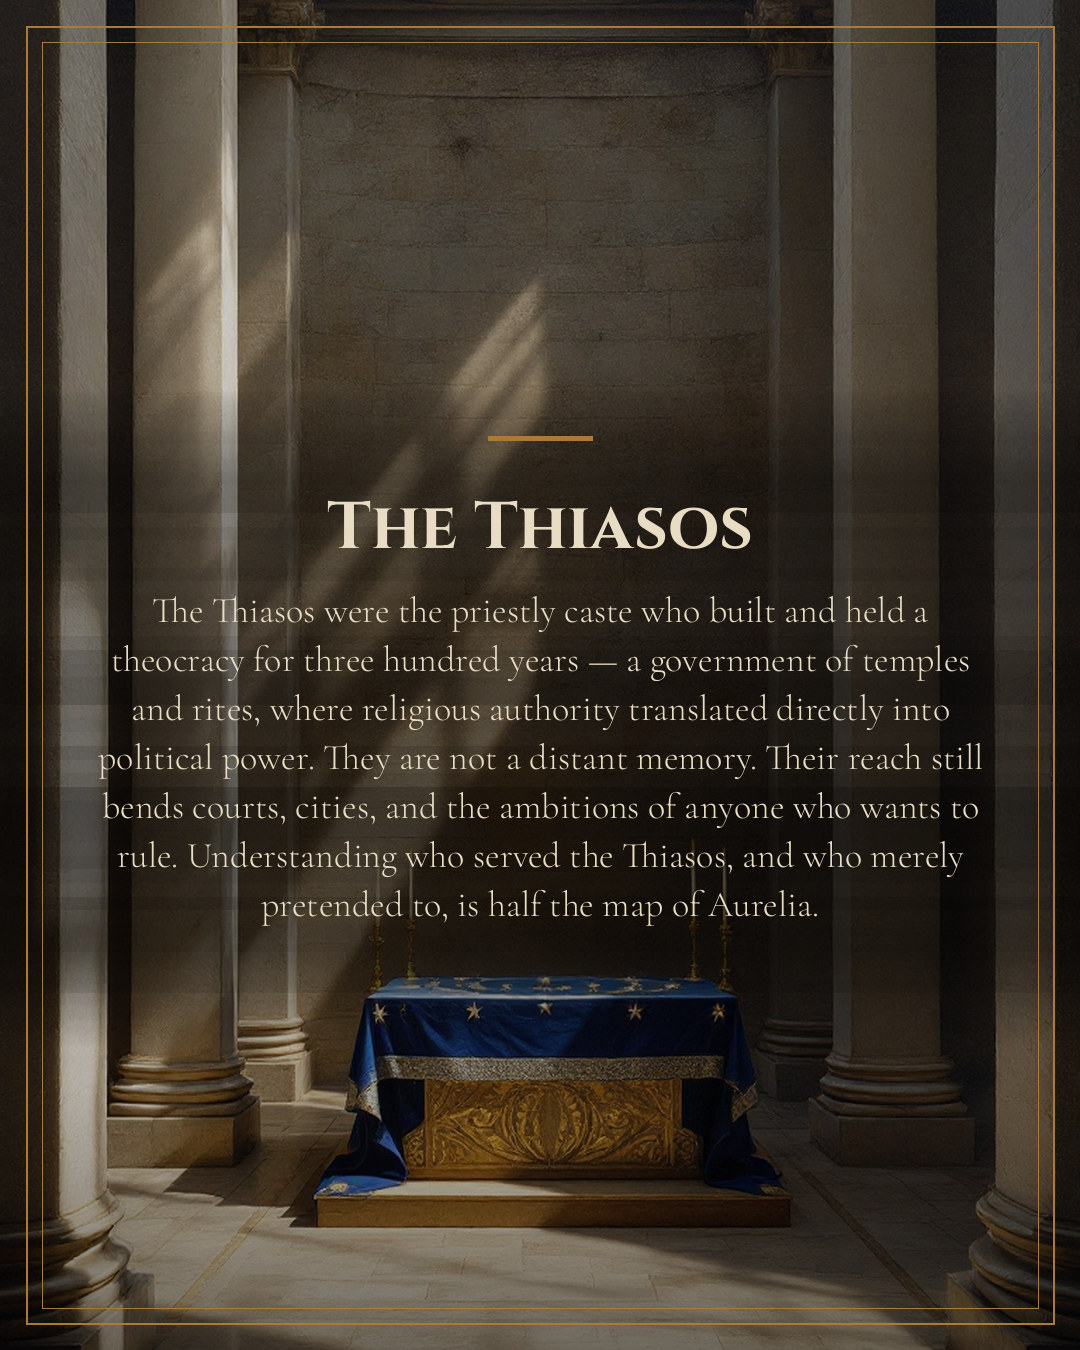 The Thiasos
The Thiasos were the priestly caste who built and held a
theocracy for three hundred years — a government of temples
and rites, where religious authority translated directly into
political power. They are not a distant memory. Their reach still
bends courts, cities, and the ambitions of anyone who wants to
rule. Understanding who served the Thiasos, and who merely
pretended to, is half the map of Aurelia.